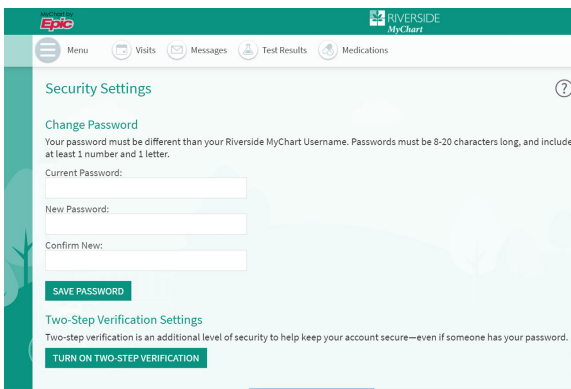 MyChart by
Epic
RIVERSIDE
MyChart
Menu Visits Messages Test Results Medications
Security Settings
?
Change Password
Your password must be different than your Riverside MyChart Username. Passwords must be 8-20 characters long, and include
at least 1 number and 1 letter.
Current Password:
New Password:
Confirm New:
SAVE PASSWORD
Two-Step Verification Settings
Two-step verification is an additional level of security to help keep your account secure—even if someone has your password.
TURN ON TWO-STEP VERIFICATION